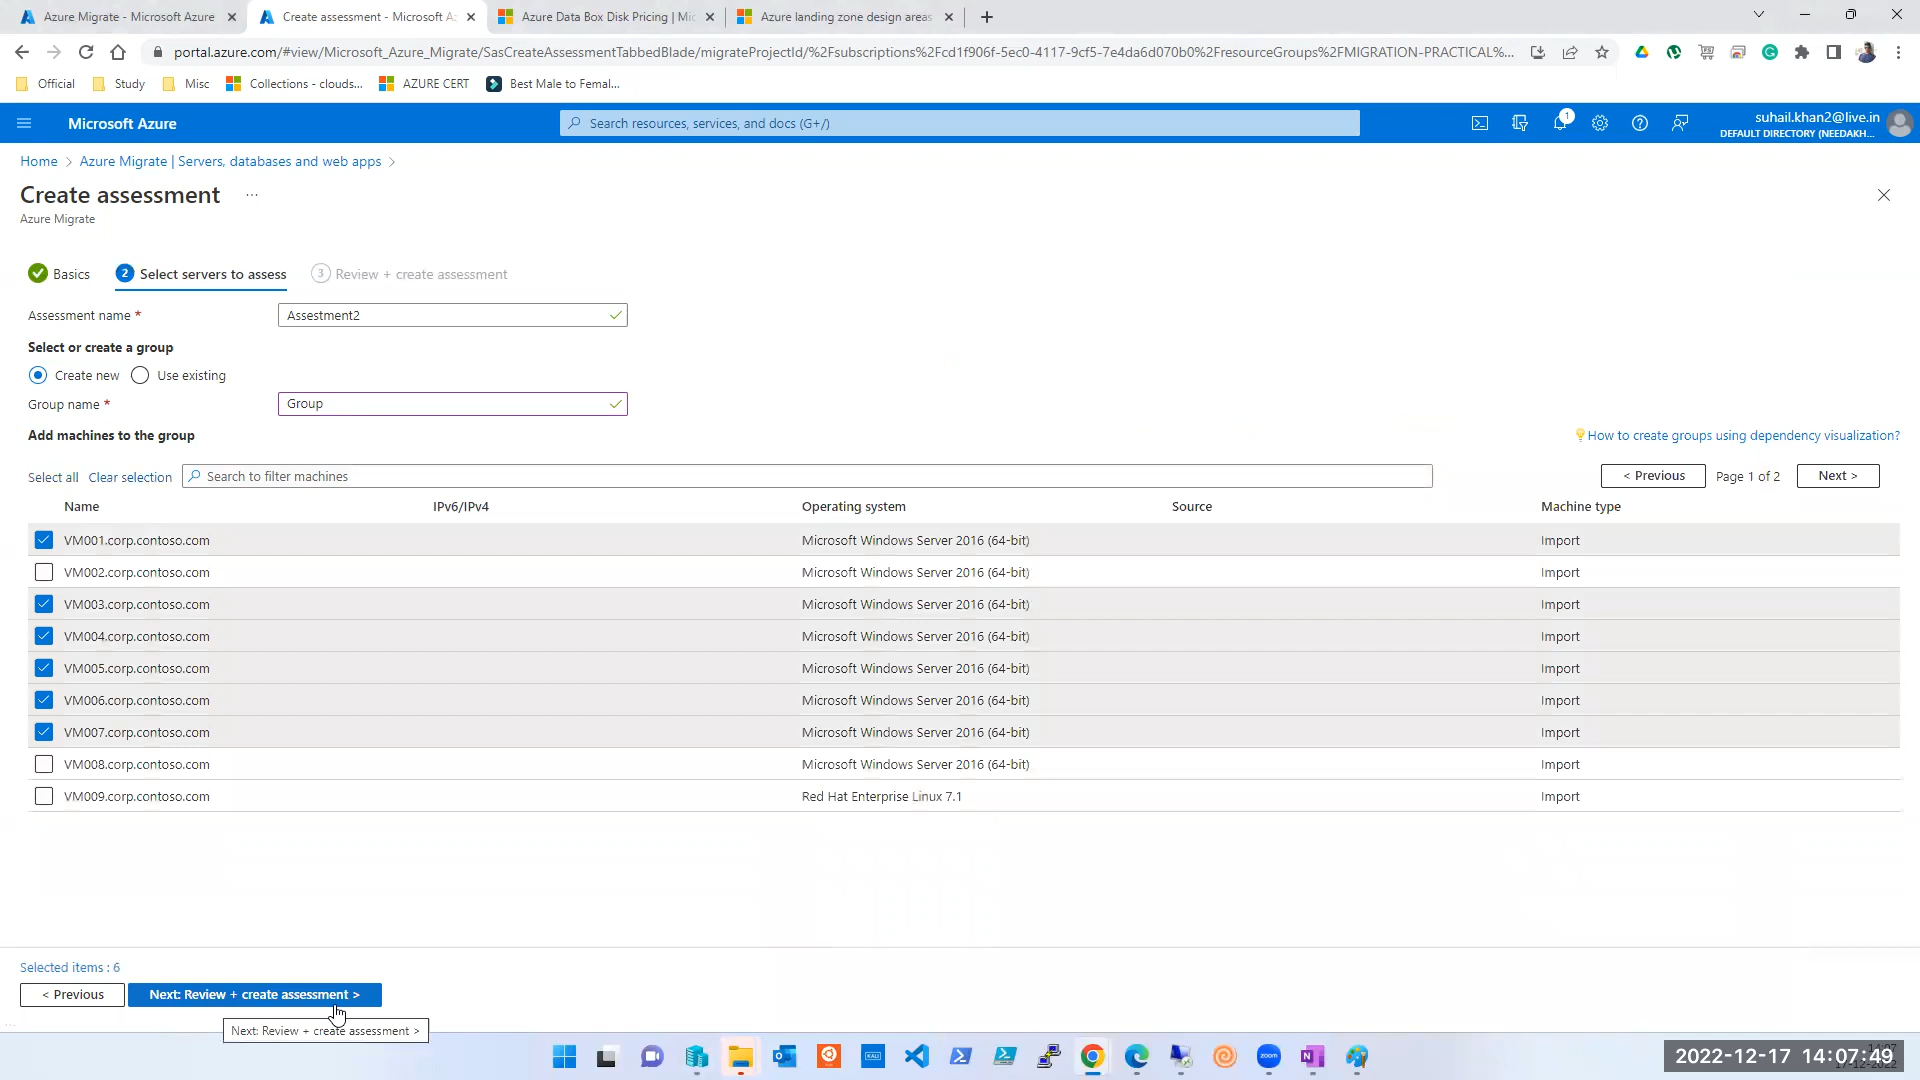 Azure Migrate - Microsoft Azure
Create assessment - Microsoft A
Azure Data Box Disk Pricing | Mic
Azure landing zone design areas
portal.azure.com/#view/Microsoft_Azure_Migrate/SasCreateAssessmentTabbedBlade/migrateProjectId/%2Fsubscriptions%2Fcd1f906f-5ec0-4117-9cf5-7e4da6d070b0%2FresourceGroups%2FMIGRATION-PRACTICAL%...
Official
Study
Misc
Collections - clouds...
AZURE CERT
Best Male to Femal...
Microsoft Azure
Search resources, services, and docs (G+/)
1
suhail.khan2@live.in
DEFAULT DIRECTORY (NEEDAKH...
Home > Azure Migrate | Servers, databases and web apps >
Create assessment ...
Azure Migrate
Basics
2 Select servers to assess
3 Review + create assessment
Assessment name *
Assestment2
Select or create a group
Create new
Use existing
Group name *
Group
Add machines to the group
How to create groups using dependency visualization?
Select all
Clear selection
Search to filter machines
< Previous
Page 1 of 2
Next >
Name IPv6/IPv4 Operating system Source Machine type
VM001.corp.contoso.com Microsoft Windows Server 2016 (64-bit) Import
VM002.corp.contoso.com Microsoft Windows Server 2016 (64-bit) Import
VM003.corp.contoso.com Microsoft Windows Server 2016 (64-bit) Import
VM004.corp.contoso.com Microsoft Windows Server 2016 (64-bit) Import
VM005.corp.contoso.com Microsoft Windows Server 2016 (64-bit) Import
VM006.corp.contoso.com Microsoft Windows Server 2016 (64-bit) Import
VM007.corp.contoso.com Microsoft Windows Server 2016 (64-bit) Import
VM008.corp.contoso.com Microsoft Windows Server 2016 (64-bit) Import
VM009.corp.contoso.com Red Hat Enterprise Linux 7.1 Import
Selected items : 6
< Previous
Next: Review + create assessment >
Next: Review + create assessment >
KALI
zoom
2022-12-17 14:07:49